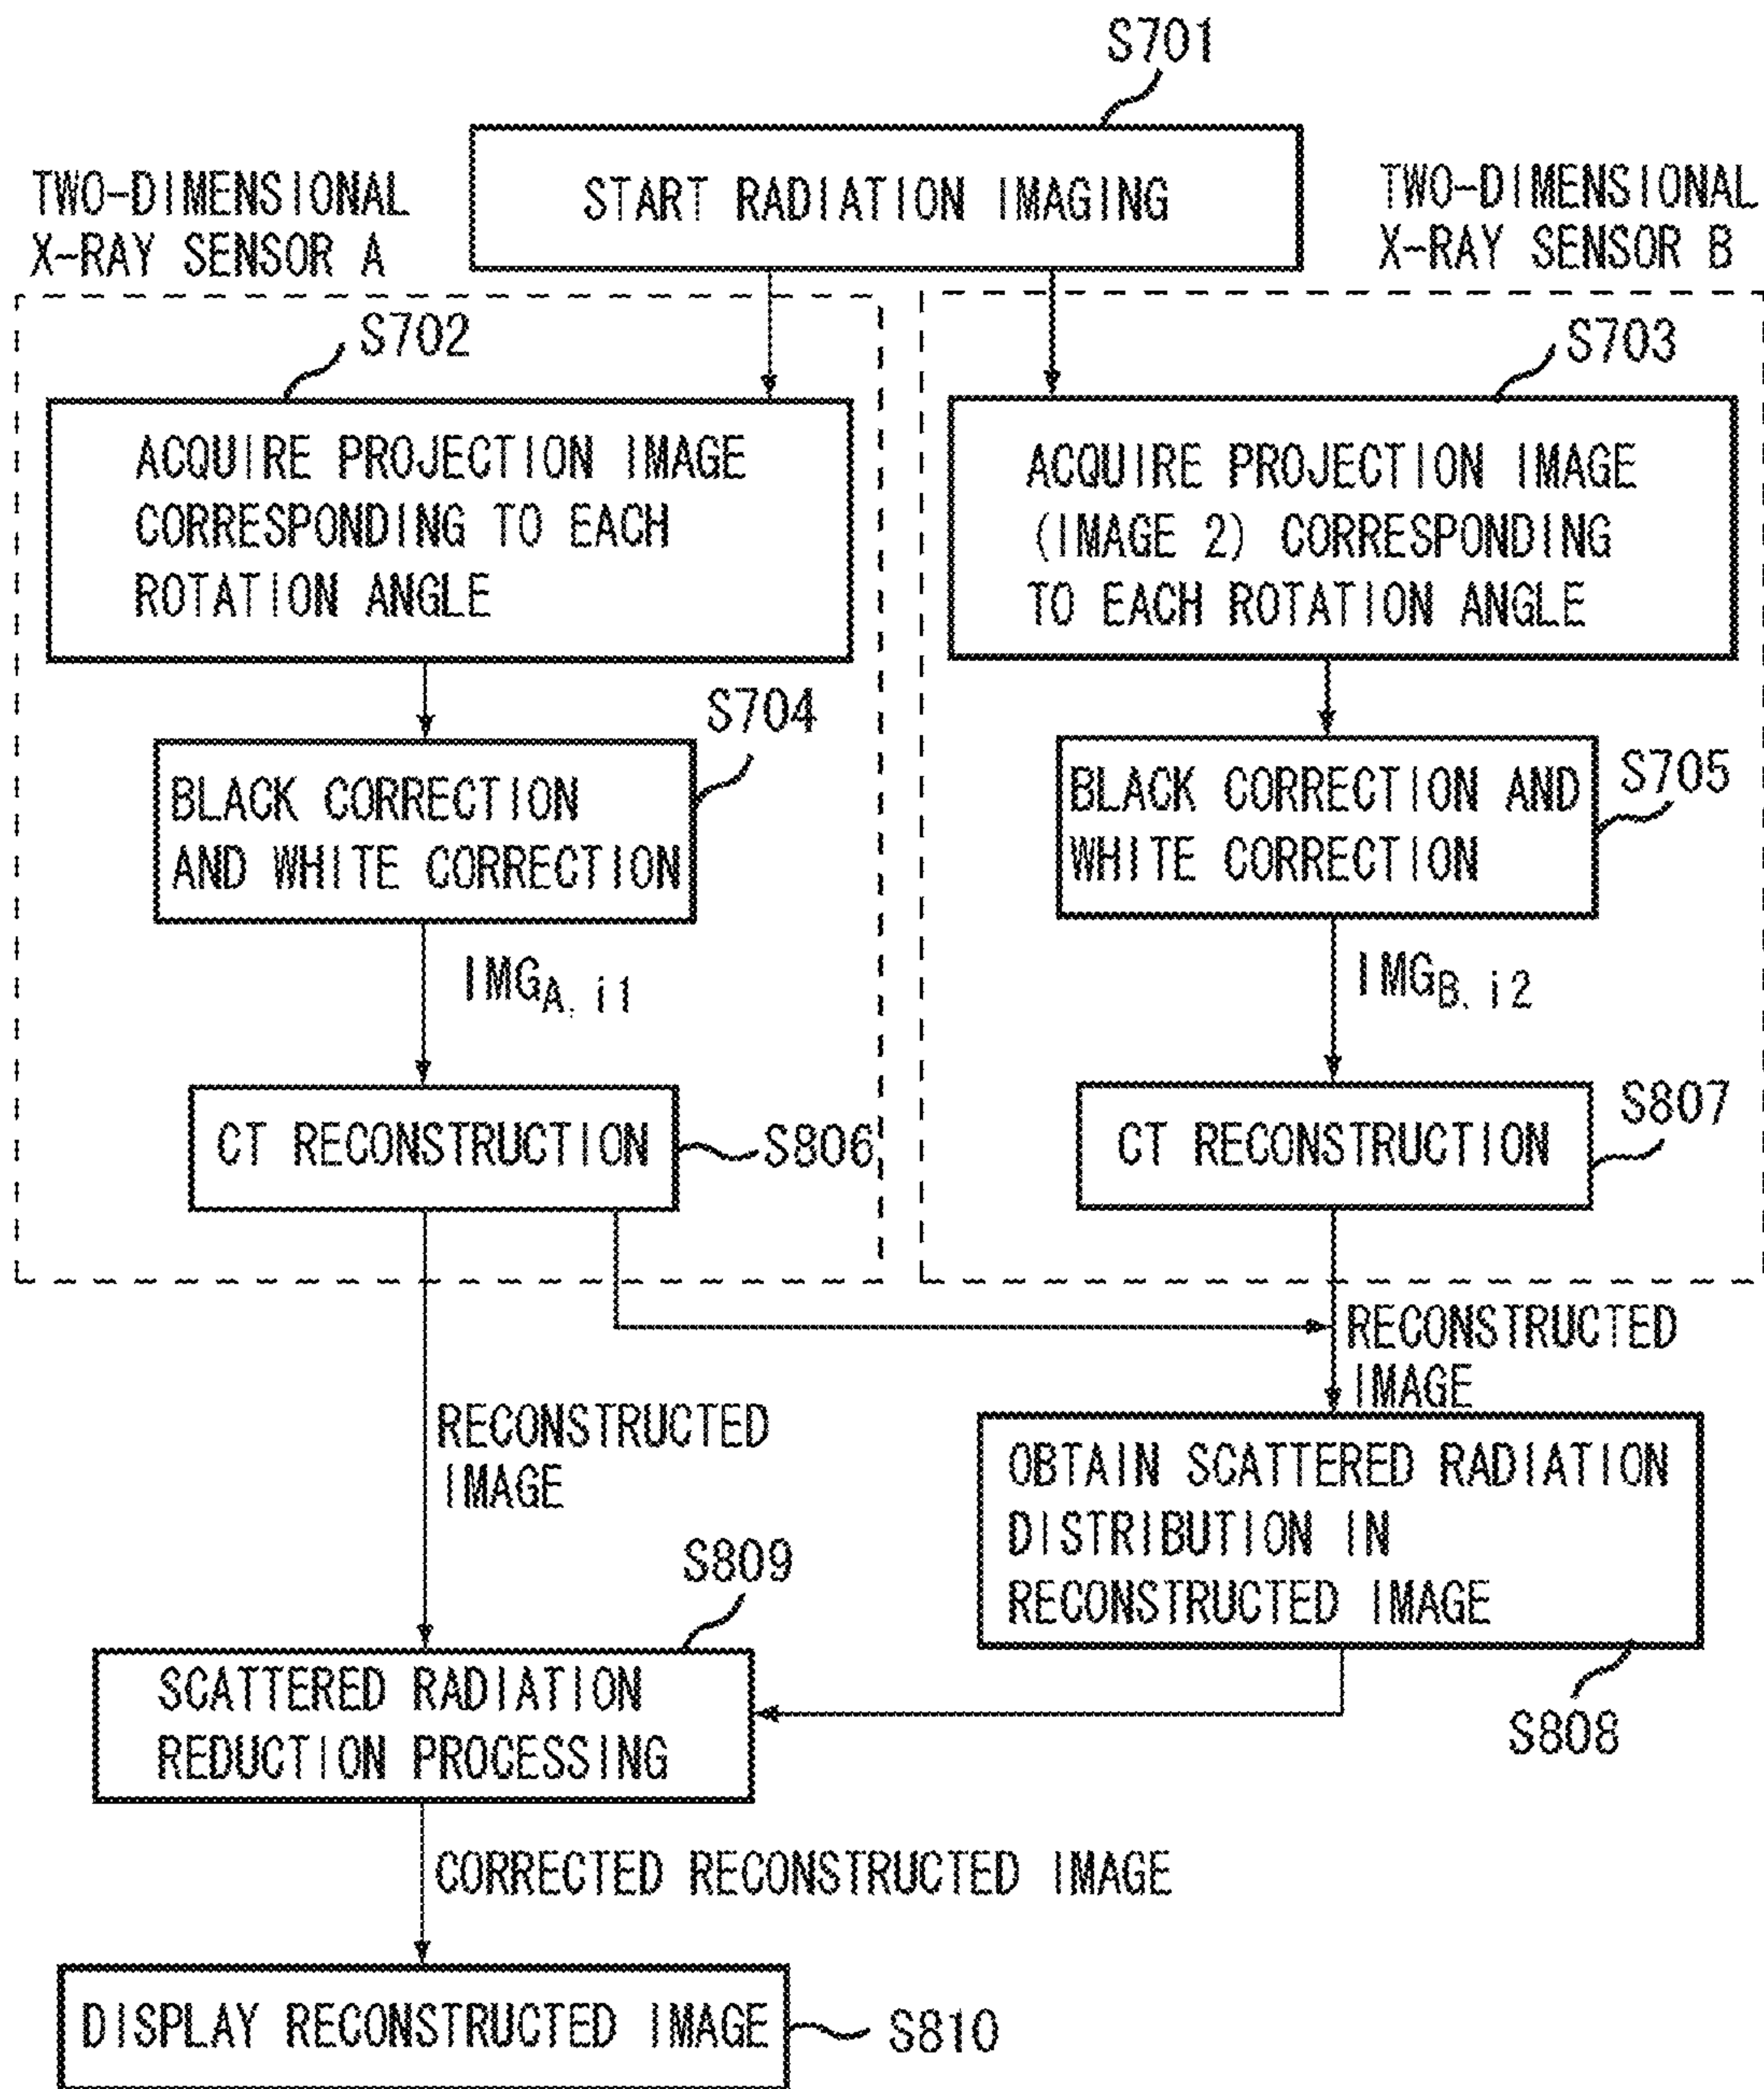 S701
START RADIATION IMAGING
TWO-DIMENSIONAL
X-RAY SENSOR A
TWO-DIMENSIONAL
X-RAY SENSOR B
S702
ACQUIRE PROJECTION IMAGE
CORRESPONDING TO EACH
ROTATION ANGLE
S703
ACQUIRE PROJECTION IMAGE
(IMAGE 2) CORRESPONDING
TO EACH ROTATION ANGLE
S704
BLACK CORRECTION
AND WHITE CORRECTION
S705
BLACK CORRECTION AND
WHITE CORRECTION
IMGA, i1
IMGB, i2
CT RECONSTRUCTION
S806
CT RECONSTRUCTION
S807
RECONSTRUCTED
IMAGE
RECONSTRUCTED
IMAGE
OBTAIN SCATTERED RADIATION
DISTRIBUTION IN
RECONSTRUCTED IMAGE
S808
S809
SCATTERED RADIATION
REDUCTION PROCESSING
CORRECTED RECONSTRUCTED IMAGE
DISPLAY RECONSTRUCTED IMAGE
S810